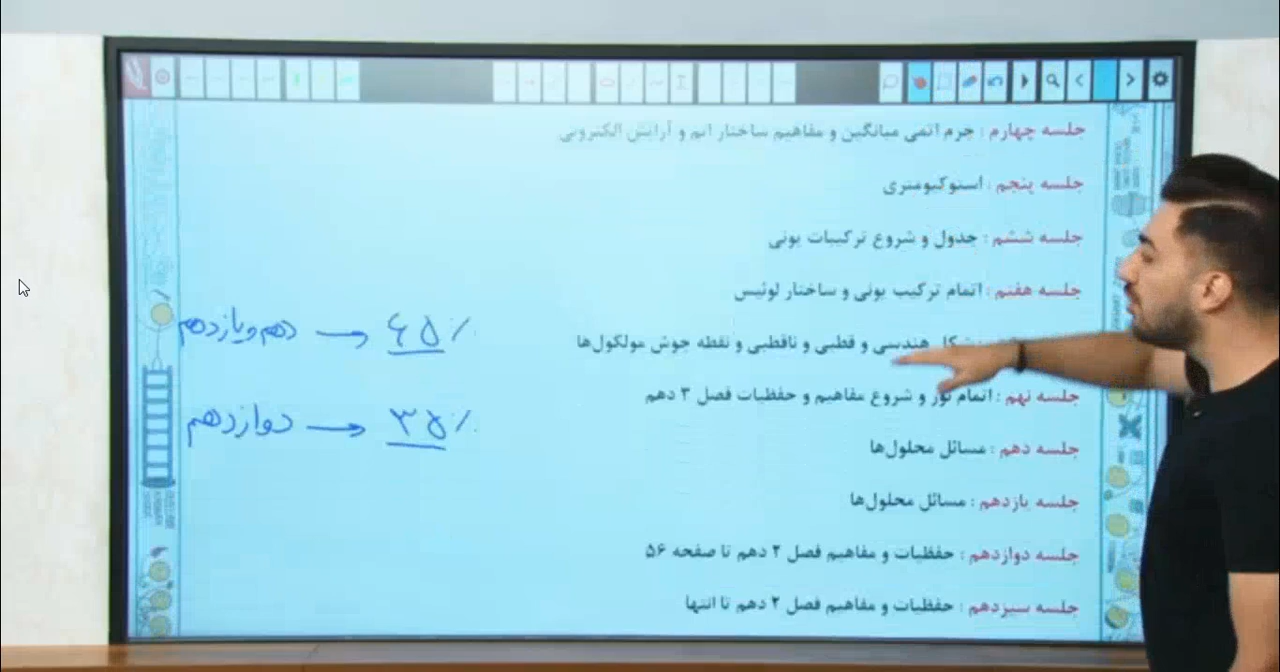 جلسه چهارم : جرم اتمی میانگین و مفاهیم ساختار اتم و آرایش الکترونی
جلسه پنجم : استوکیومتری
جلسه ششم : جدول و شروع ترکیبات یونی
جلسه هفتم : اتمام ترکیب یونی و ساختار لوئیس
هندسی و قطبی و ناقطبی و نقطه جوش مولکول‌ها
جلسه نهم : اتمام نور و شروع مفاهیم و حفظیات فصل ۳ دهم
جلسه دهم : مسائل محلول‌ها
جلسه یازدهم : مسائل محلول‌ها
جلسه دوازدهم : حفظیات و مفاهیم فصل ۲ دهم تا صفحه ۵۶
جلسه سیزدهم : حفظیات و مفاهیم فصل ۲ دهم تا انتها
دهم و یازدهم → ۶۵٪
دوازدهم → ۳۵٪